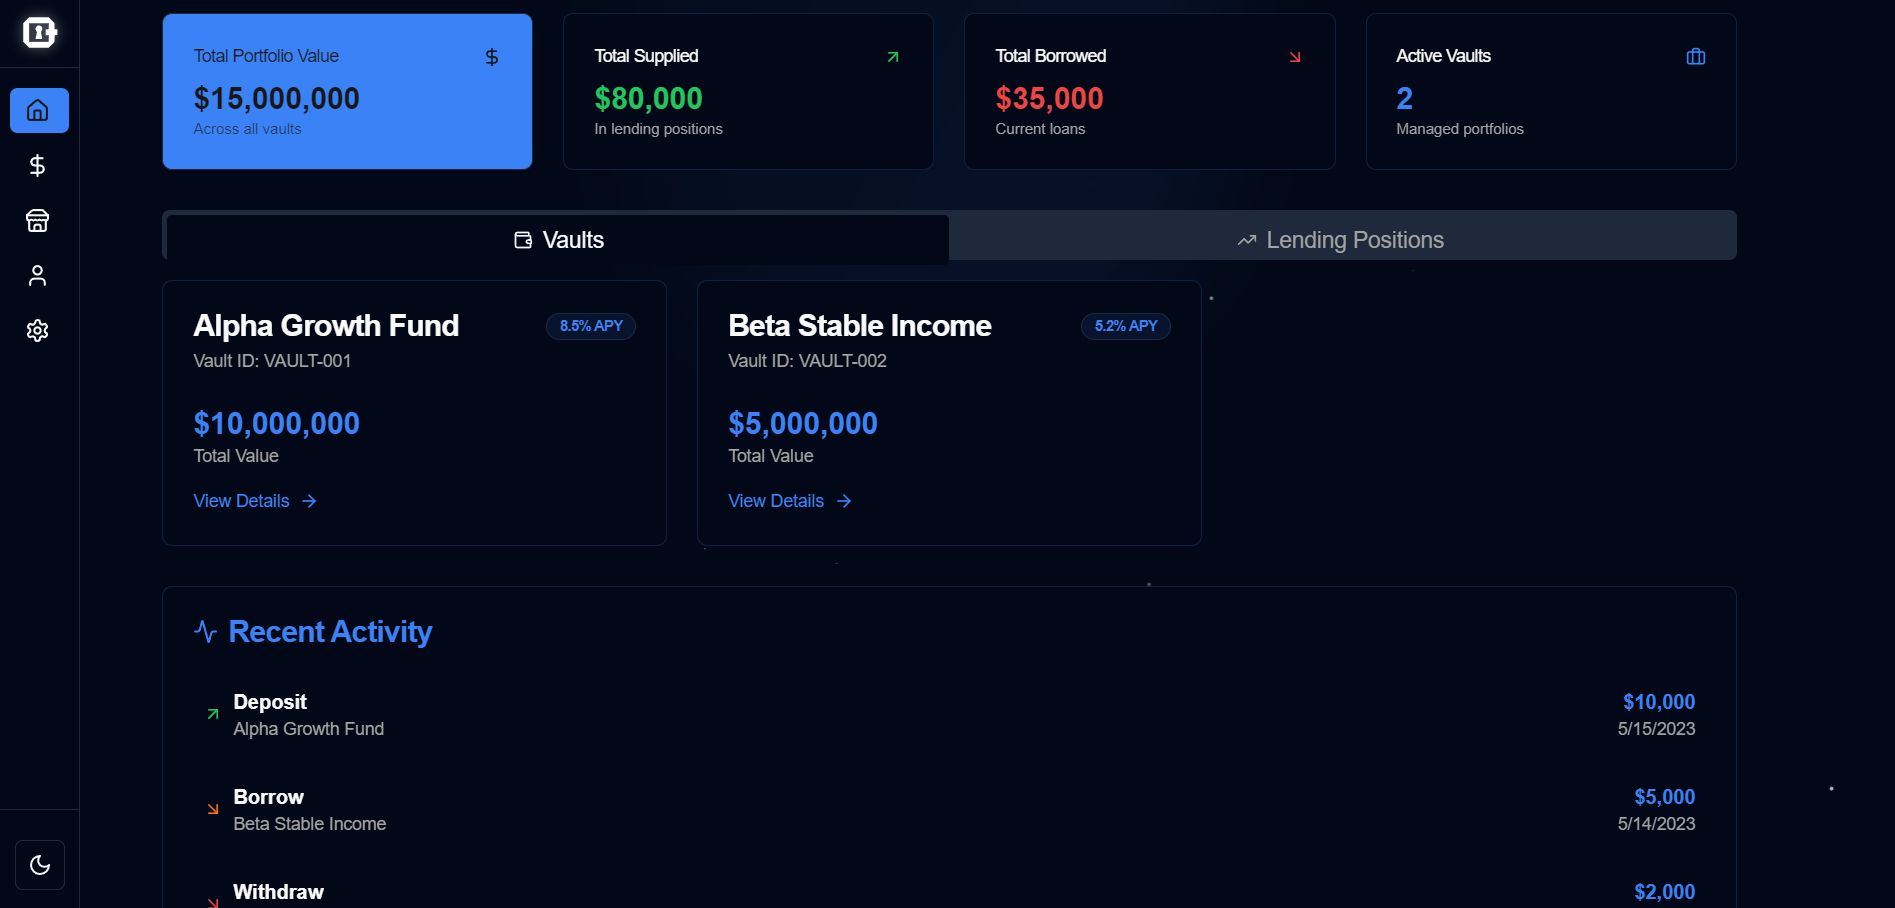 Total Portfolio Value
$15,000,000
Across all vaults
Total Supplied
$80,000
In lending positions
Total Borrowed
$35,000
Current loans
Active Vaults
2
Managed portfolios
Vaults
Lending Positions
Alpha Growth Fund
8.5% APY
Vault ID: VAULT-001
$10,000,000
Total Value
View Details
Beta Stable Income
5.2% APY
Vault ID: VAULT-002
$5,000,000
Total Value
View Details
Recent Activity
Deposit
$10,000
Alpha Growth Fund
5/15/2023
Borrow
$5,000
Beta Stable Income
5/14/2023
Withdraw
$2,000